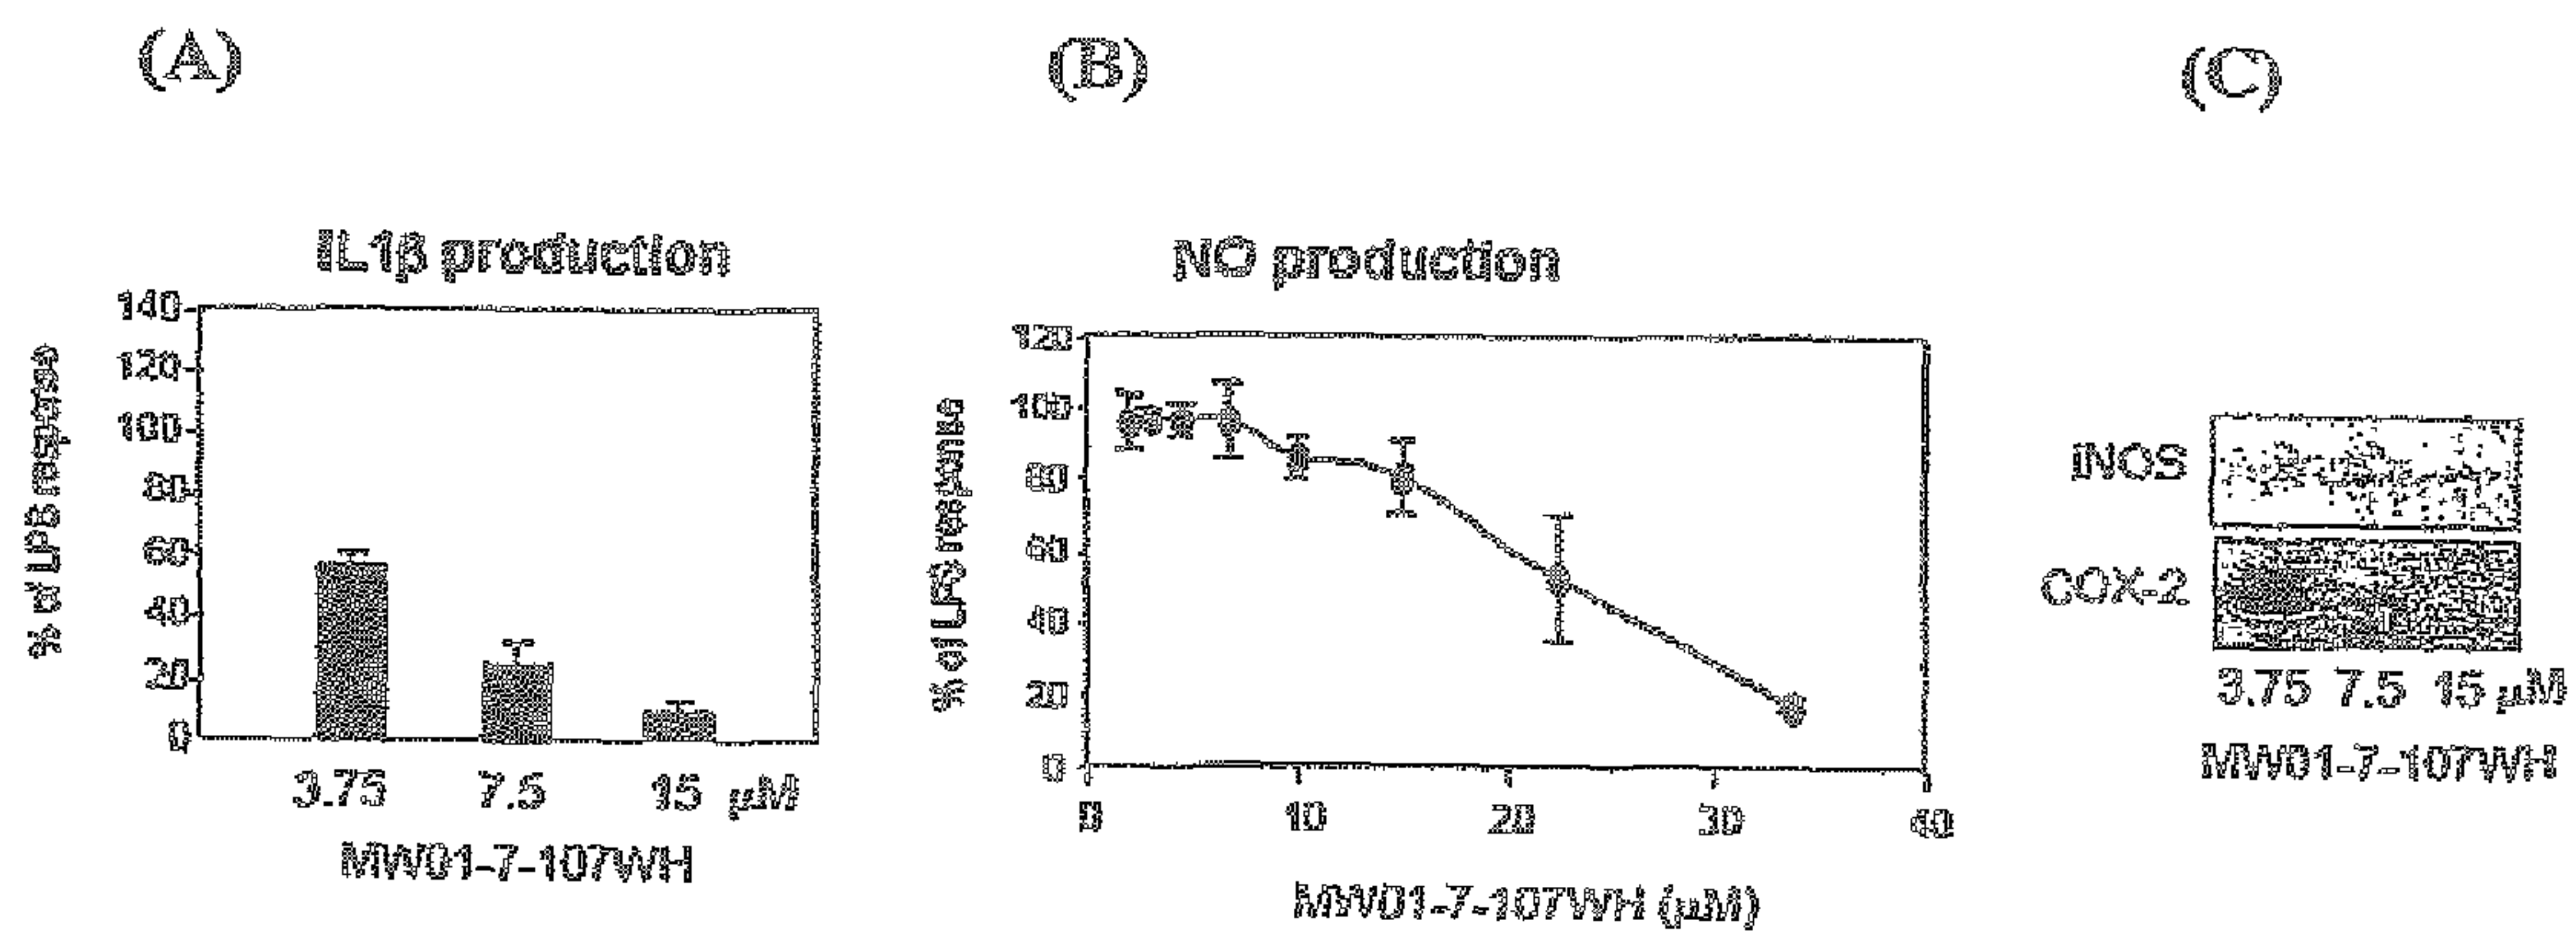 (A)
(B)
(C)
IL1β production
% of LPS response
140
120
100
80
60
40
20
0
3.75 7.5 15 μM
MW01-7-107WH
NO production
% of LPS response
120
100
80
60
40
20
0
0 10 20 30 40
MW01-7-107WH (μM)
iNOS
COX-2
3.75 7.5 15 μM
MW01-7-107WH